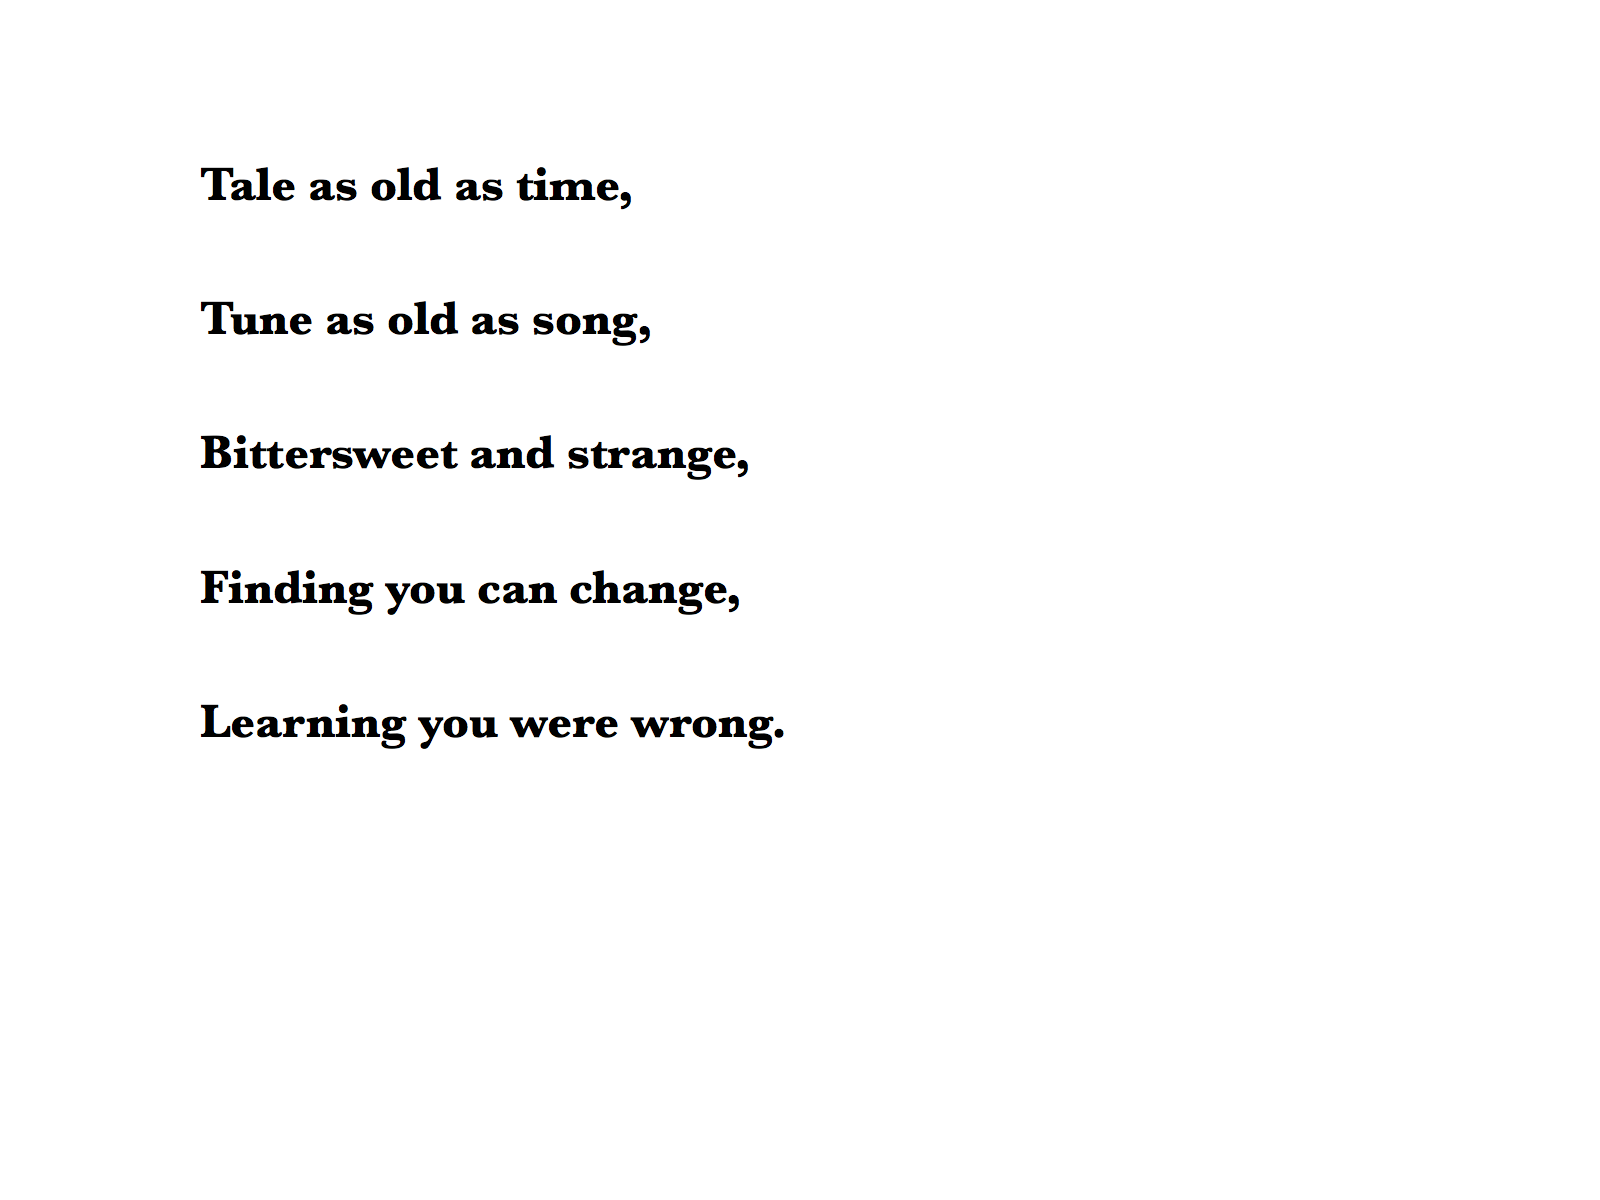 Tale as old as time,
Tune as old as song,
Bittersweet and strange,
Finding you can change,
Learning you were wrong.